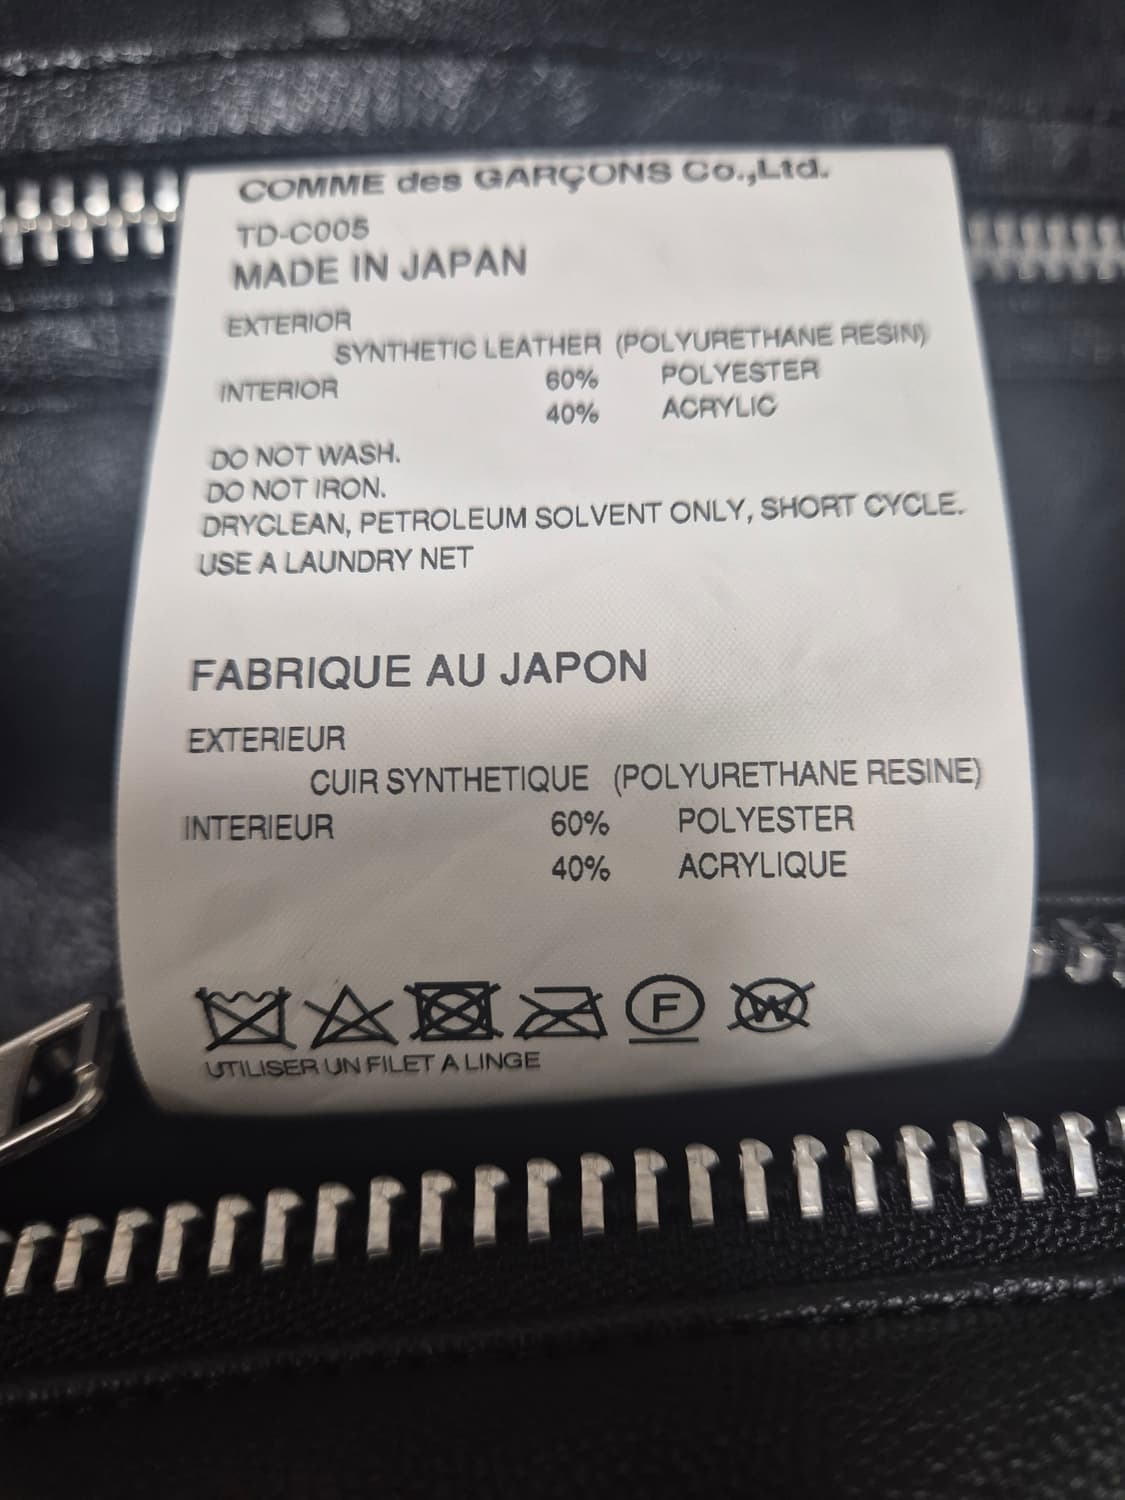 COMME des GARÇONS Co.,Ltd.
TD-C005
MADE IN JAPAN
EXTERIOR
SYNTHETIC LEATHER (POLYURETHANE RESIN)
INTERIOR 60% POLYESTER
40% ACRYLIC
DO NOT WASH.
DO NOT IRON.
DRYCLEAN, PETROLEUM SOLVENT ONLY, SHORT CYCLE.
USE A LAUNDRY NET
FABRIQUE AU JAPON
EXTERIEUR
CUIR SYNTHETIQUE (POLYURETHANE RESINE)
INTERIEUR 60% POLYESTER
40% ACRYLIQUE
F W
UTILISER UN FILET A LINGE